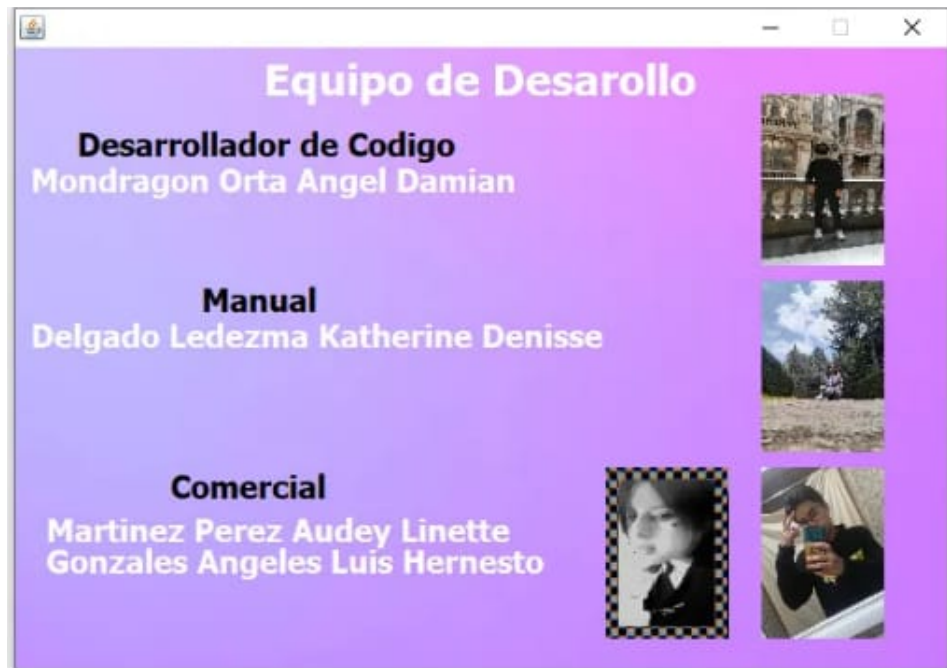 Equipo de Desarollo
Desarrollador de Codigo
Mondragon Orta Angel Damian
Manual
Delgado Ledezma Katherine Denisse
Comercial
Martinez Perez Audey Linette
Gonzales Angeles Luis Hernesto